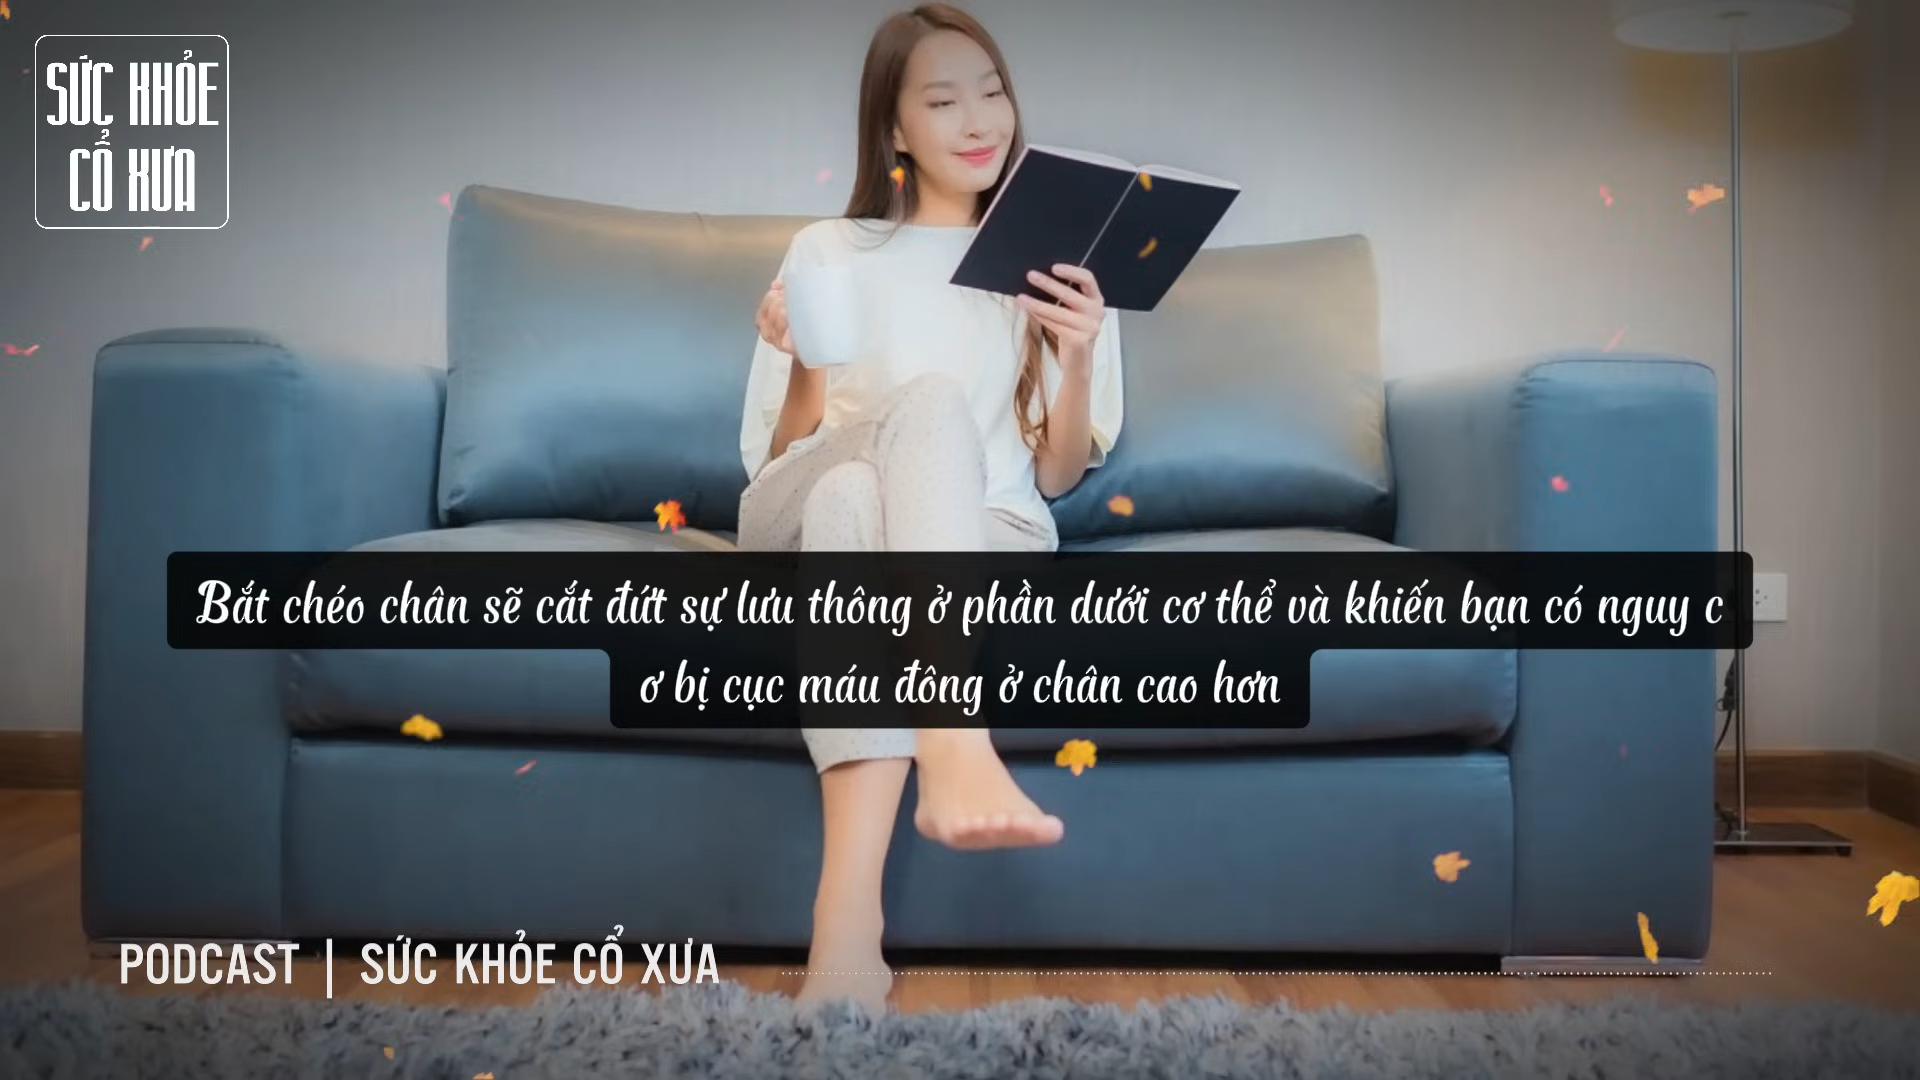 SỨC KHỎE
CỔ XƯA
Bắt chéo chân sẽ cắt đứt sự lưu thông ở phần dưới cơ thể và khiến bạn có nguy c
ơ bị cục máu đông ở chân cao hơn
PODCAST | SỨC KHỎE CỔ XƯA